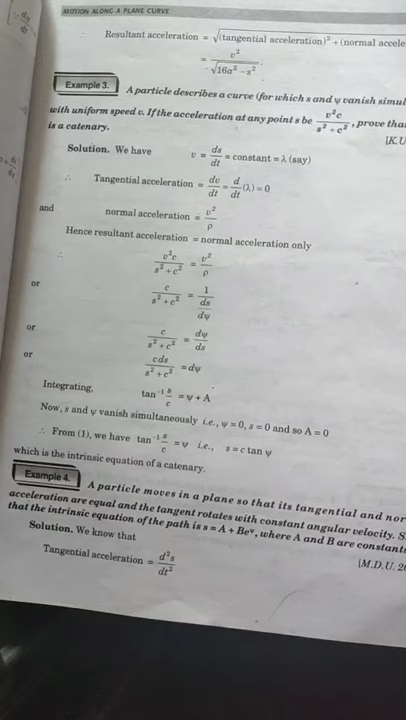 MOTION ALONG A PLANE CURVE
∴ Resultant acceleration = √(tangential acceleration)² + (normal accele
= v²/√16a² – s² .
Example 3. A particle describes a curve (for which s and ψ vanish simul
with uniform speed v. If the acceleration at any point s be v²c/s² + c², prove tha
is a catenary. [K.U
Solution. We have v = ds/dt = constant = λ (say)
∴ Tangential acceleration = dv/dt = d/dt (λ) = 0
and normal acceleration = v²/ρ
Hence resultant acceleration = normal acceleration only
∴ v²c/s² + c² = v²/ρ
or c/s² + c² = 1/(ds/dψ)
or c/s² + c² = dψ/ds
or cds/s² + c² = dψ
Integrating, tan⁻¹ s/c = ψ + A
Now, s and ψ vanish simultaneously i.e., ψ = 0, s = 0 and so A = 0
∴ From (1), we have tan⁻¹ s/c = ψ i.e., s = c tan ψ
which is the intrinsic equation of a catenary.
Example 4. A particle moves in a plane so that its tangential and nor
acceleration are equal and the tangent rotates with constant angular velocity. S
that the intrinsic equation of the path is s = A + Beᵠ, where A and B are constants
Solution. We know that [M.D.U. 20
Tangential acceleration = d²s/dt²